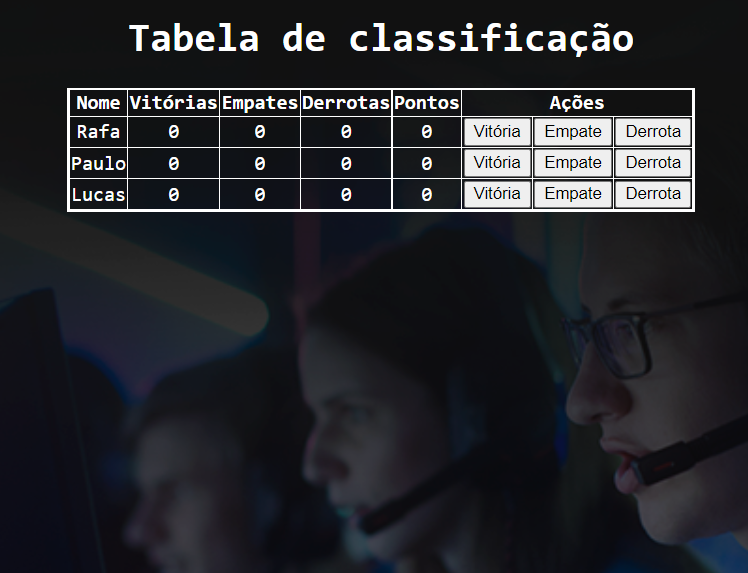 Tabela de classificação
Nome Vitórias Empates Derrotas Pontos Ações
Rafa 0 0 0 0 Vitória Empate Derrota
Paulo 0 0 0 0 Vitória Empate Derrota
Lucas 0 0 0 0 Vitória Empate Derrota